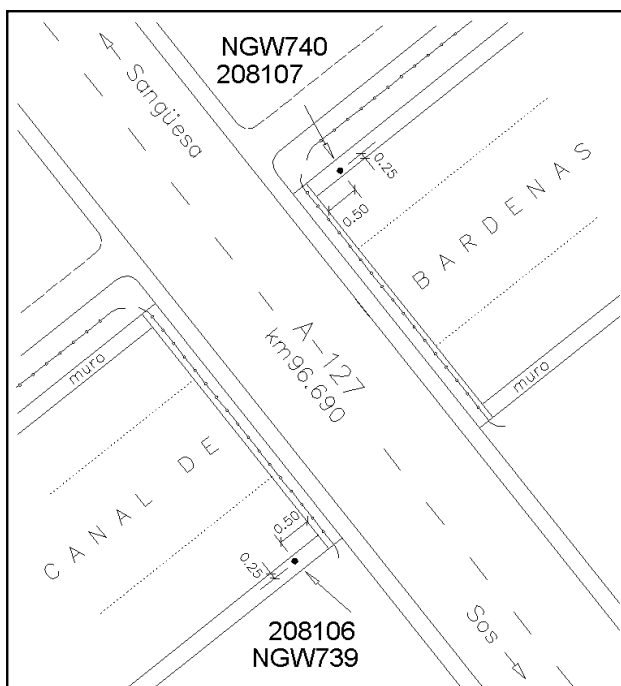 NGW740
208107
Sangüesa
0.25
0.50
BARDENAS
A-127
km96.690
muro
muro
CANAL DE
0.50
0.25
208106
NGW739
Sos